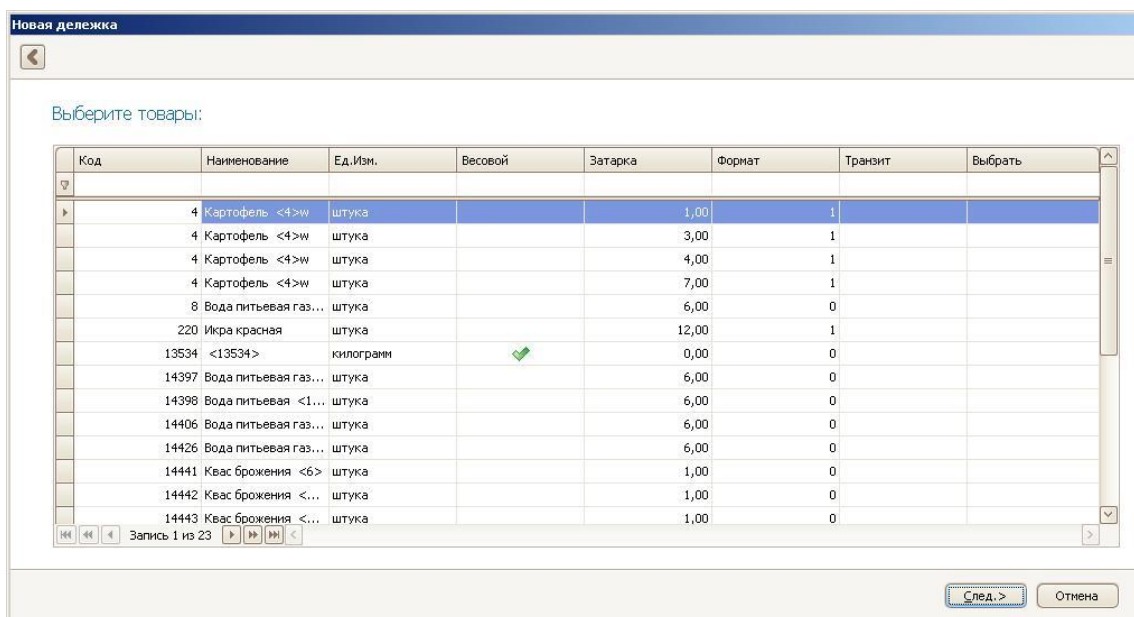 Новая дележка
Выберите товары:
Код Наименование Ед.Изм. Весовой Затарка Формат Транзит Выбрать
4 Картофель <4>w штука 1,00 1
4 Картофель <4>w штука 3,00 1
4 Картофель <4>w штука 4,00 1
4 Картофель <4>w штука 7,00 1
8 Вода питьевая газ... штука 6,00 0
220 Икра красная штука 12,00 1
13534 <13534> килограмм 0,00 0
14397 Вода питьевая газ... штука 6,00 0
14398 Вода питьевая <1... штука 6,00 0
14406 Вода питьевая газ... штука 6,00 0
14426 Вода питьевая газ... штука 6,00 0
14441 Квас брожения <6> штука 1,00 0
14442 Квас брожения <... штука 1,00 0
14443 Квас брожения <... штука 1,00 0
Запись 1 из 23
След.> Отмена